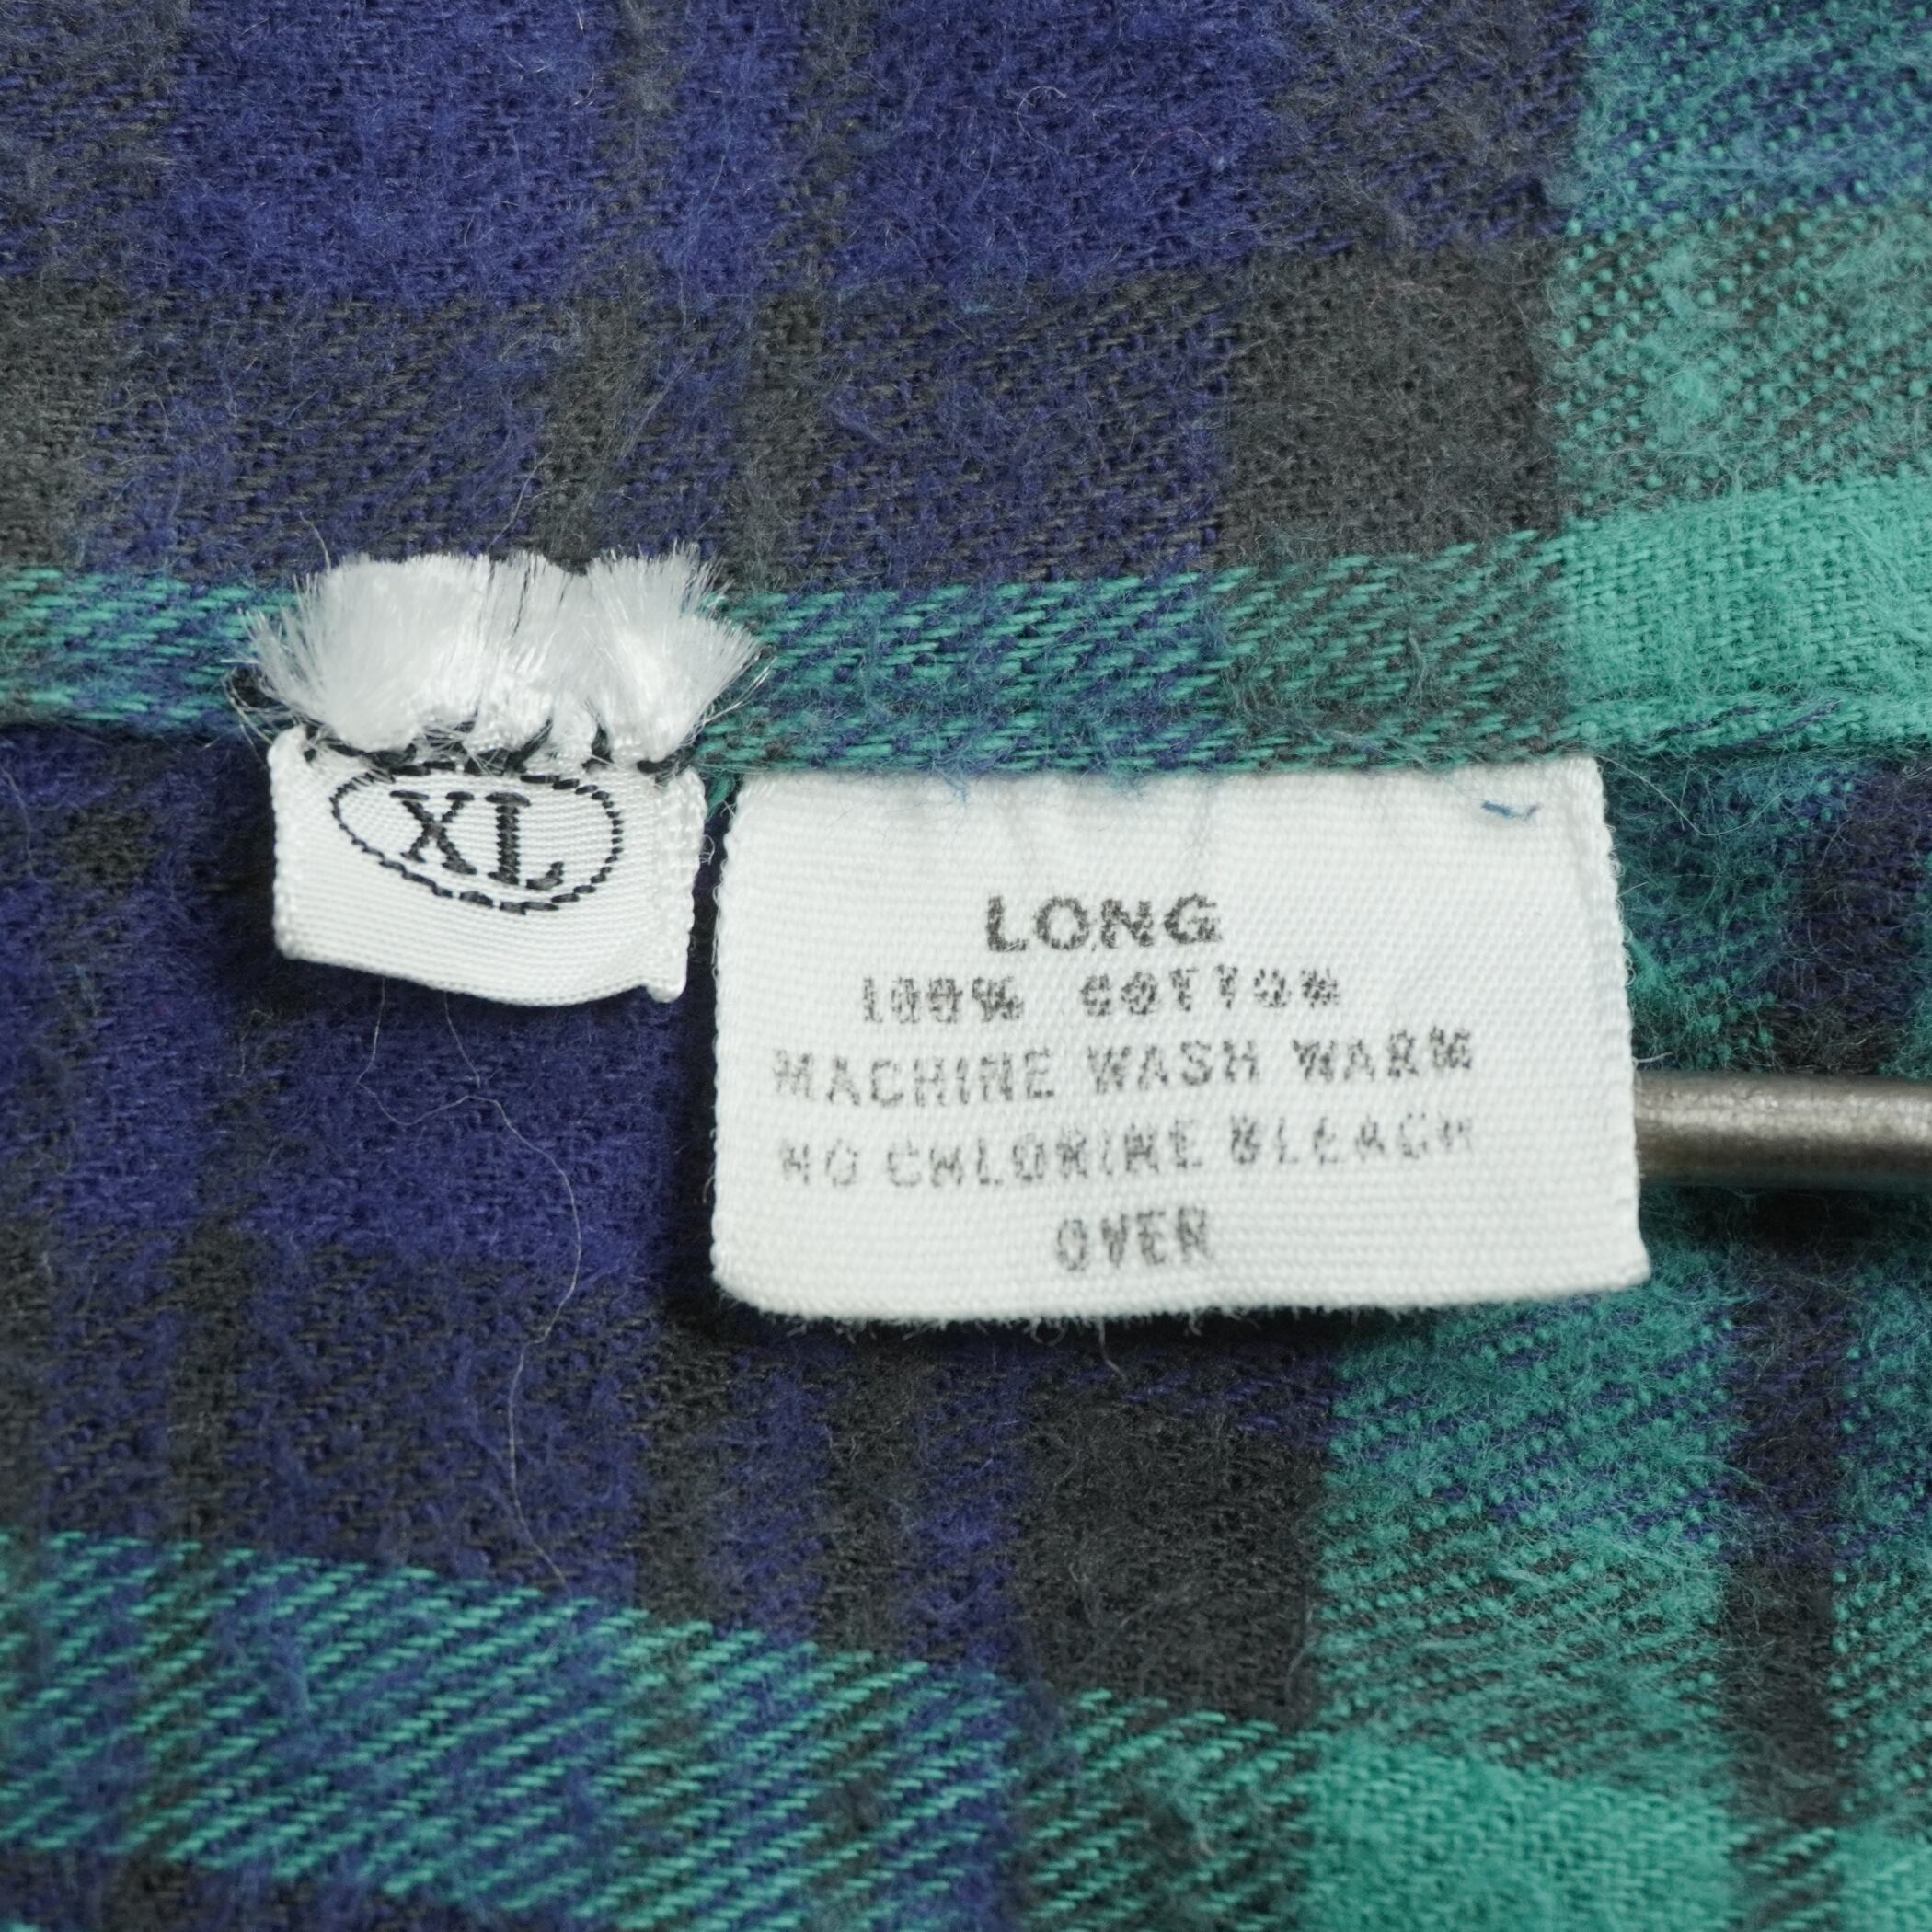 XL
LONG
100% COTTON
MACHINE WASH WARM
NO CHLORINE BLEACH
OVER